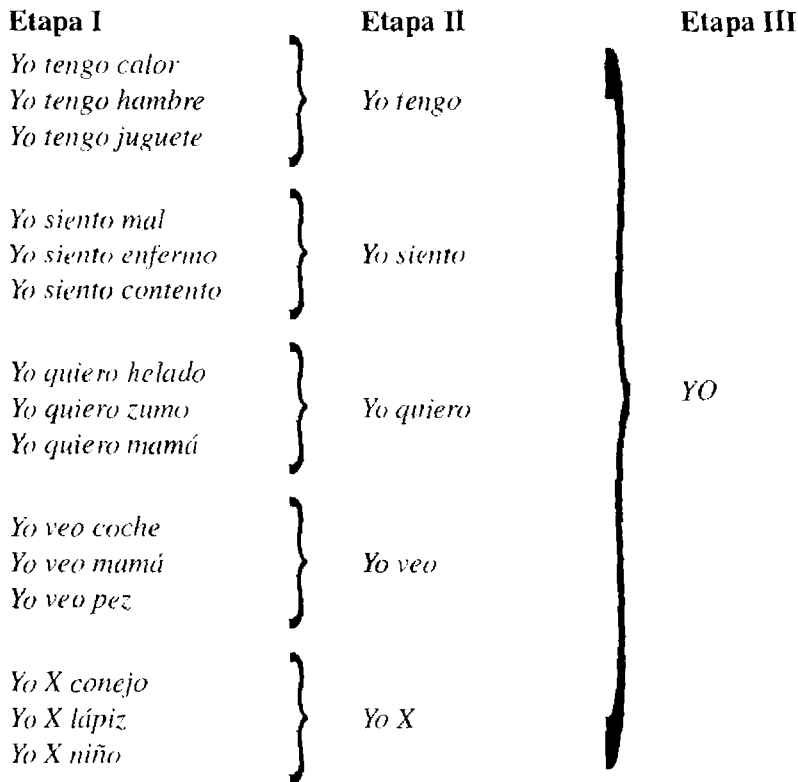 Etapa I Etapa II Etapa III
Yo tengo calor
Yo tengo hambre Yo tengo
Yo tengo juguete
Yo siento mal
Yo siento enfermo Yo siento
Yo siento contento
Yo quiero helado
YO
Yo quiero zumo Yo quiero
Yo quiero mamá
Yo veo coche
Yo veo mamá Yo veo
Yo veo pez
Yo X conejo
Yo X lápiz Yo X
Yo X niño